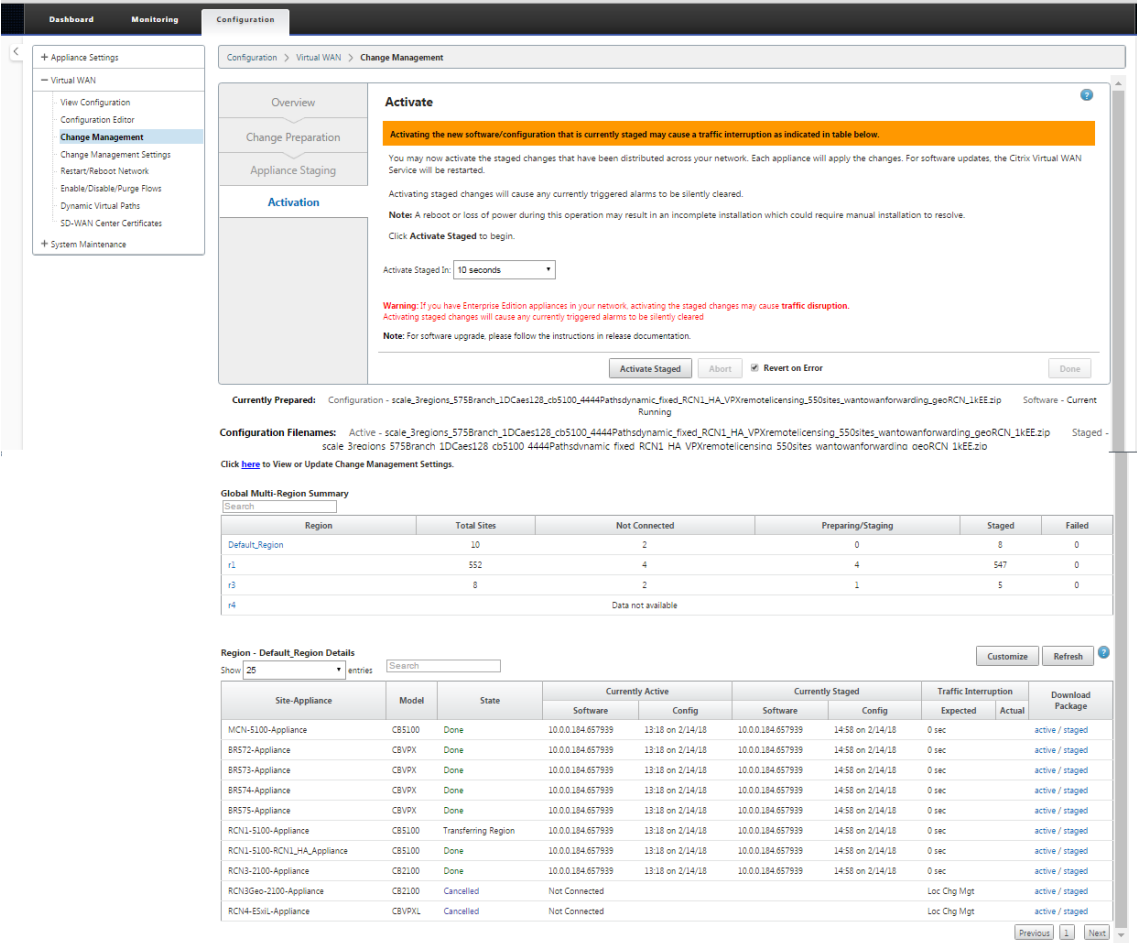 Dashboard Monitoring Configuration
+ Appliance Settings
− Virtual WAN
View Configuration
Configuration Editor
Change Management
Change Management Settings
Restart/Reboot Network
Enable/Disable/Purge Flows
Dynamic Virtual Paths
SD-WAN Center Certificates
+ System Maintenance
Configuration > Virtual WAN > Change Management
Overview
Change Preparation
Appliance Staging
Activation
Activate
Activating the new software/configuration that is currently staged may cause a traffic interruption as indicated in table below.
You may now activate the staged changes that have been distributed across your network. Each appliance will apply the changes. For software updates, the Citrix Virtual WAN
Service will be restarted.
Activating staged changes will cause any currently triggered alarms to be silently cleared.
Note: A reboot or loss of power during this operation may result in an incomplete installation which could require manual installation to resolve.
Click Activate Staged to begin.
Activate Staged In: 10 seconds
Warning: If you have Enterprise Edition appliances in your network, activating the staged changes may cause traffic disruption.
Activating staged changes will cause any currently triggered alarms to be silently cleared
Note: For software upgrade, please follow the instructions in release documentation.
Activate Staged Abort Revert on Error Done
Currently Prepared: Configuration - scale_3regions_575Branch_1DCaes128_cb5100_4444Pathsdynamic_fixed_RCN1_HA_VPXremotelicensing_550sites_wantowanforwarding_geoRCN_1kEE.zip Software - Current
Running
Configuration Filenames: Active - scale_3regions_575Branch_1DCaes128_cb5100_4444Pathsdynamic_fixed_RCN1_HA_VPXremotelicensing_550sites_wantowanforwarding_geoRCN_1kEE.zip Staged -
scale_3regions_575Branch_1DCaes128_cb5100_4444Pathsdynamic_fixed_RCN1_HA_VPXremotelicensing_550sites_wantowanforwarding_geoRCN_1kEE.zip
Click here to View or Update Change Management Settings.
Global Multi-Region Summary
Search
Region Total Sites Not Connected Preparing/Staging Staged Failed
Default_Region 10 2 0 8 0
r1 552 4 4 547 0
r3 8 2 1 5 0
r4 Data not available
Region - Default_Region Details
Show 25 entries Search Customize Refresh ?
Site-Appliance Model State Currently Active Currently Staged Traffic Interruption Download Package
Software Config Software Config Expected Actual
MCN-5100-Appliance CB5100 Done 10.0.0.184.657939 13:18 on 2/14/18 10.0.0.184.657939 14:58 on 2/14/18 0 sec active / staged
BR572-Appliance CBVPX Done 10.0.0.184.657939 13:18 on 2/14/18 10.0.0.184.657939 14:58 on 2/14/18 0 sec active / staged
BR573-Appliance CBVPX Done 10.0.0.184.657939 13:18 on 2/14/18 10.0.0.184.657939 14:58 on 2/14/18 0 sec active / staged
BR574-Appliance CBVPX Done 10.0.0.184.657939 13:18 on 2/14/18 10.0.0.184.657939 14:58 on 2/14/18 0 sec active / staged
BR575-Appliance CBVPX Done 10.0.0.184.657939 13:18 on 2/14/18 10.0.0.184.657939 14:58 on 2/14/18 0 sec active / staged
RCN1-5100-Appliance CB5100 Transferring Region 10.0.0.184.657939 13:18 on 2/14/18 10.0.0.184.657939 14:58 on 2/14/18 0 sec active / staged
RCN1-5100-RCN1_HA_Appliance CB5100 Done 10.0.0.184.657939 13:18 on 2/14/18 10.0.0.184.657939 14:58 on 2/14/18 0 sec active / staged
RCN3-2100-Appliance CB2100 Done 10.0.0.184.657939 13:18 on 2/14/18 10.0.0.184.657939 14:58 on 2/14/18 0 sec active / staged
RCN3Geo-2100-Appliance CB2100 Cancelled Not Connected Loc Chg Mgt active / staged
RCN4-ESxiL-Appliance CBVPXL Cancelled Not Connected Loc Chg Mgt active / staged
Previous 1 Next